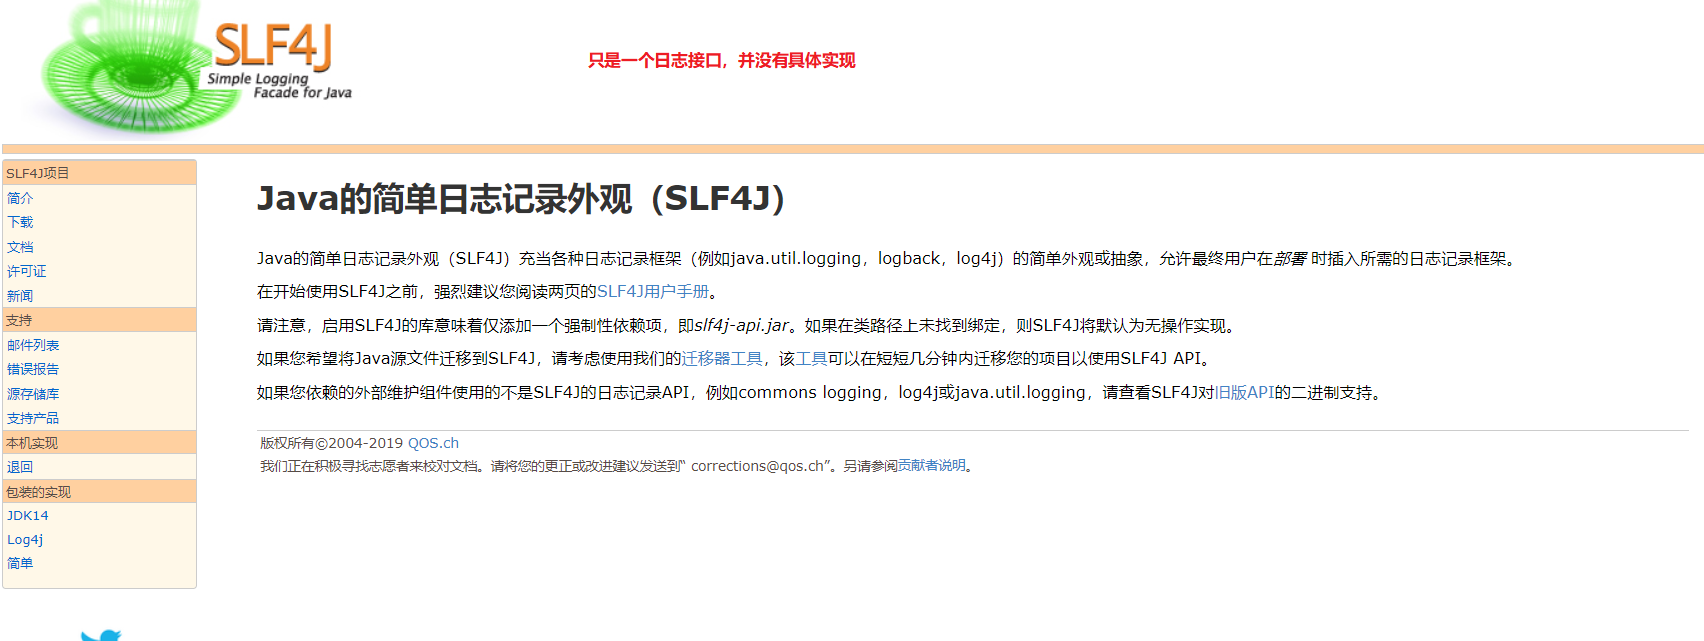 SLF4J
Simple Logging
Facade for Java
只是一个日志接口，并没有具体实现
SLF4J项目
简介
下载
文档
许可证
新闻
支持
邮件列表
错误报告
源存储库
支持产品
本机实现
退回
包装的实现
JDK14
Log4j
简单
Java的简单日志记录外观（SLF4J）
Java的简单日志记录外观（SLF4J）充当各种日志记录框架（例如java.util.logging，logback，log4j）的简单外观或抽象，允许最终用户在部署 时插入所需的日志记录框架。
在开始使用SLF4J之前，强烈建议您阅读两页的SLF4J用户手册。
请注意，启用SLF4J的库意味着仅添加一个强制性依赖项，即slf4j-api.jar。如果在类路径上未找到绑定，则SLF4J将默认为无操作实现。
如果您希望将Java源文件迁移到SLF4J，请考虑使用我们的迁移器工具，该工具可以在短短几分钟内迁移您的项目以使用SLF4J API。
如果您依赖的外部维护组件使用的不是SLF4J的日志记录API，例如commons logging，log4j或java.util.logging，请查看SLF4J对旧版API的二进制支持。
版权所有©2004-2019 QOS.ch
我们正在积极寻找志愿者来校对文档。请将您的更正或改进建议发送到“ corrections@qos.ch”。另请参阅贡献者说明。